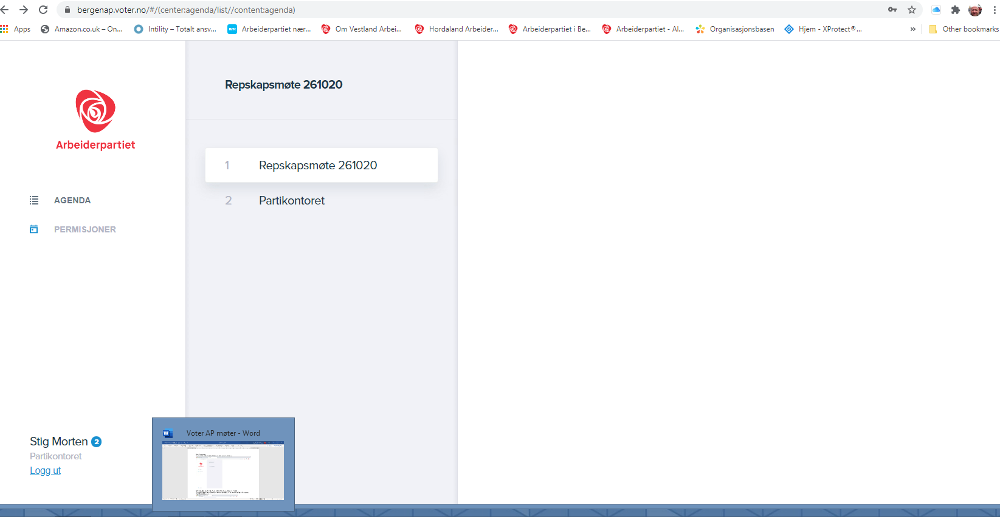 bergenap.voter.no/#/(center:agenda/list//content:agenda)
Apps Amazon.co.uk – On... Intility – Totalt ansv... Arbeiderpartiet nær... Om Vestland Arbei... Hordaland Arbeider... Arbeiderpartiet i Be... Arbeiderpartiet - Al... Organisasjonsbasen Hjem - XProtect®... » Other bookmarks
Repskapsmøte 261020
Arbeiderpartiet
1 Repskapsmøte 261020
2 Partikontoret
AGENDA
PERMISJONER
Stig Morten 2
Partikontoret
Logg ut
Voter AP møter - Word